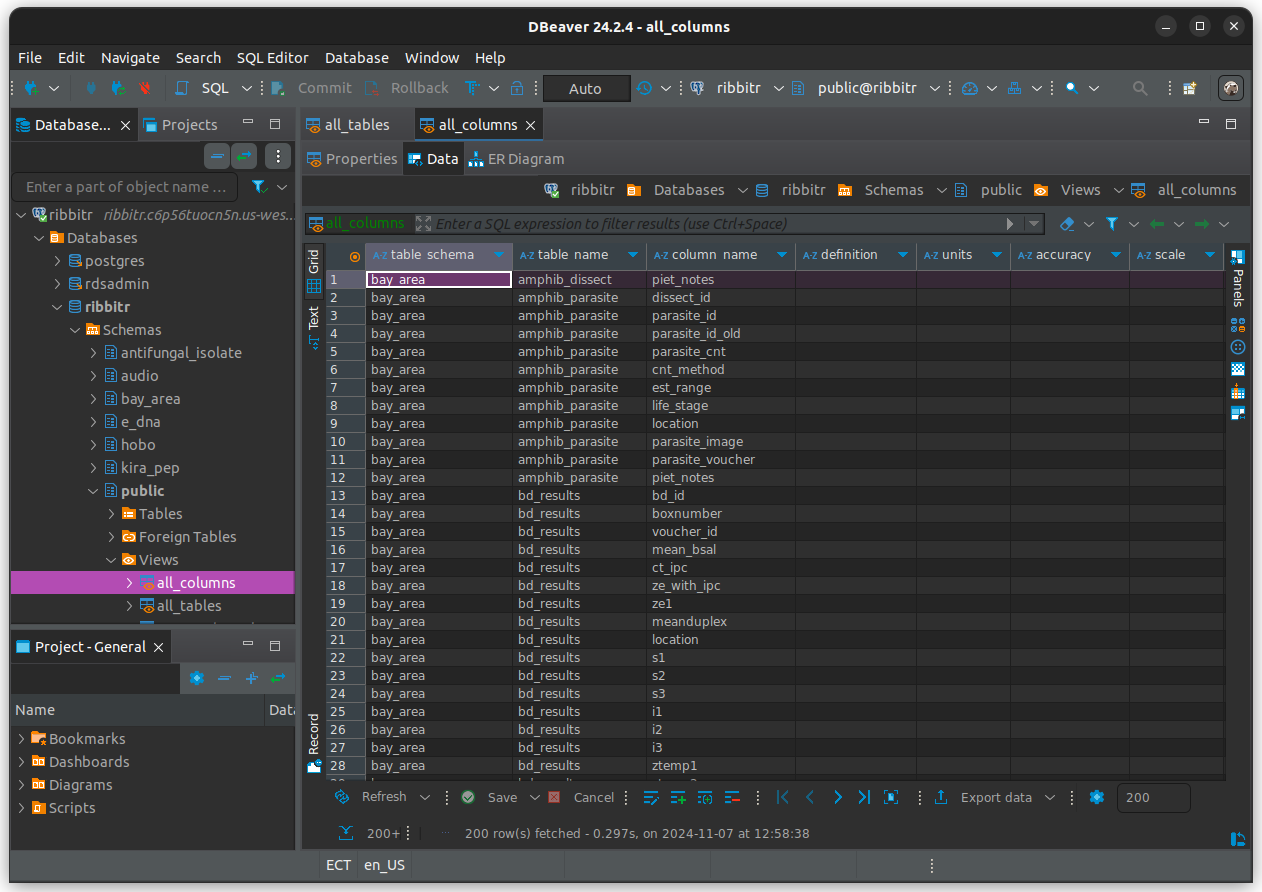 DBeaver 24.2.4 - all_columns
File Edit Navigate Search SQL Editor Database Window Help
SQL Commit Rollback Auto ribbitr public@ribbitr
Database... Projects
Enter a part of object name ...
ribbitr ribbitr.c6p56tuocn5n.us-wes...
Databases
postgres
rdsadmin
ribbitr
Schemas
antifungal_isolate
audio
bay_area
e_dna
hobo
kira_pep
public
Tables
Foreign Tables
Views
all_columns
all_tables
Project - General
Name Data
Bookmarks
Dashboards
Diagrams
Scripts
all_tables all_columns
Properties Data ER Diagram
ribbitr Databases ribbitr Schemas public Views all_columns
all_columns Enter a SQL expression to filter results (use Ctrl+Space)
Grid
Text
Record
Panels
A-Z table_schema A-Z table_name A-Z column_name A-Z definition A-Z units A-Z accuracy A-Z scale
1 bay_area amphib_dissect piet_notes
2 bay_area amphib_parasite dissect_id
3 bay_area amphib_parasite parasite_id
4 bay_area amphib_parasite parasite_id_old
5 bay_area amphib_parasite parasite_cnt
6 bay_area amphib_parasite cnt_method
7 bay_area amphib_parasite est_range
8 bay_area amphib_parasite life_stage
9 bay_area amphib_parasite location
10 bay_area amphib_parasite parasite_image
11 bay_area amphib_parasite parasite_voucher
12 bay_area amphib_parasite piet_notes
13 bay_area bd_results bd_id
14 bay_area bd_results boxnumber
15 bay_area bd_results voucher_id
16 bay_area bd_results mean_bsal
17 bay_area bd_results ct_ipc
18 bay_area bd_results ze_with_ipc
19 bay_area bd_results ze1
20 bay_area bd_results meanduplex
21 bay_area bd_results location
22 bay_area bd_results s1
23 bay_area bd_results s2
24 bay_area bd_results s3
25 bay_area bd_results i1
26 bay_area bd_results i2
27 bay_area bd_results i3
28 bay_area bd_results ztemp1
Refresh Save Cancel Export data 200
200+ 200 row(s) fetched - 0.297s, on 2024-11-07 at 12:58:38
ECT en_US